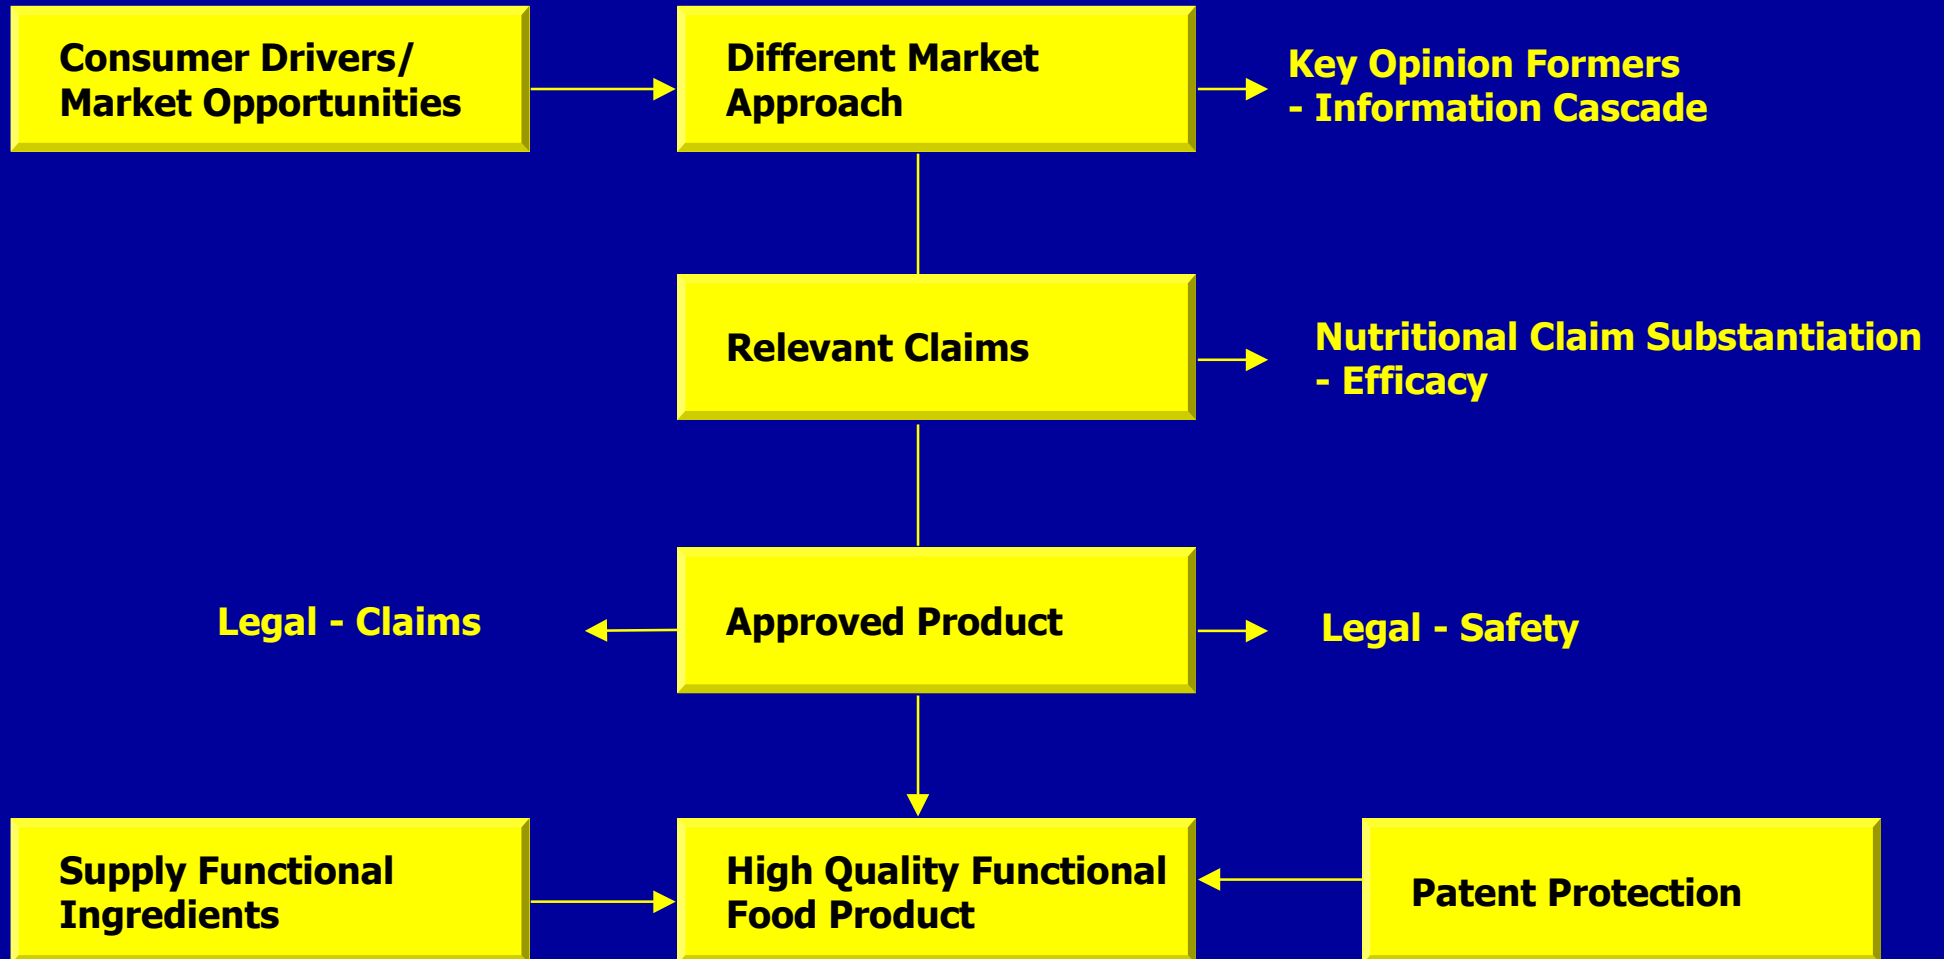 Consumer Drivers/
Market Opportunities
Different Market
Approach
Key Opinion Formers
- Information Cascade
Relevant Claims
Nutritional Claim Substantiation
- Efficacy
Legal - Claims
Approved Product
Legal - Safety
Supply Functional
Ingredients
High Quality Functional
Food Product
Patent Protection